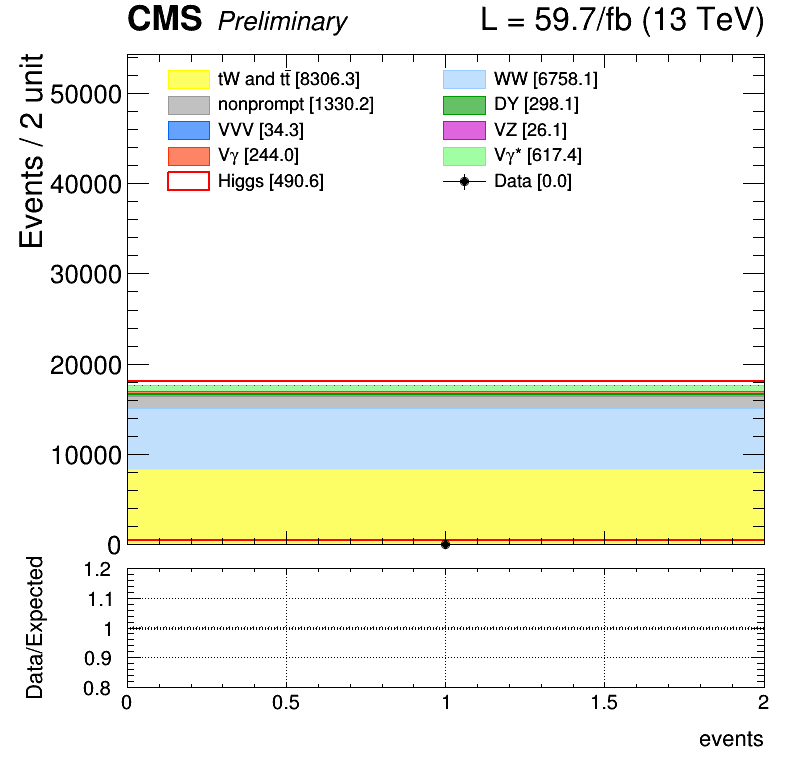 CMS Preliminary L = 59.7/fb (13 TeV)
Events / 2 unit
50000
40000
30000
20000
10000
0
tW and tt̄ [8306.3] WW [6758.1]
nonprompt [1330.2] DY [298.1]
VVV [34.3] VZ [26.1]
Vγ [244.0] Vγ* [617.4]
Higgs [490.6] Data [0.0]
Data/Expected
1.2
1.1
1
0.9
0.8
0 0.5 1 1.5 2
events